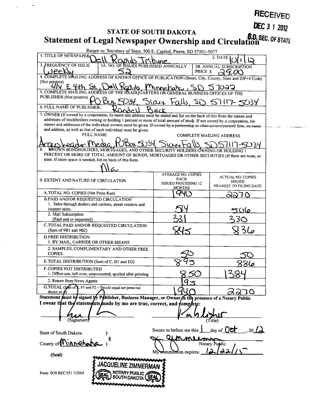 RECEIVED
DEC 31 2012
S.D. SEC. OF STATE
STATE OF SOUTH DAKOTA
Statement of Legal Newspaper Ownership and Circulation
Return to: Secretary of State, 500 E. Capitol, Pierre, SD 57501-5077
1. TITLE OF NEWSPAPER Dell Rapids Tribune 2. DATE 10/1/12
3. FREQUENCY OF ISSUE Weekly 3A. NO. OF ISSUES PUBLISHED ANNUALLY 52 3B. ANNUAL SUBSCRIPTION PRICE $ 29.00
4. COMPLETE MAILING ADDRESS OF KNOWN OFFICE OF PUBLICATION (Street, City, County, State and ZIP+4 Code) (Not printers)
E 4th St, Dell Rapids, SD 57022
5. COMPLETE MAILING ADDRESS OF THE HEADQUARTERS OR GENERAL BUSINESS OFFICES OF THE PUBLISHER (Not printers)
PO Box 5034, Sioux Falls, SD 57117-5034
6. FULL NAME OF PUBLISHER: Randell Beck
7. OWNER (If owned by a corporation, its name and address must be stated and list on the back of this form the names and addresses of stockholders owning or holding 1 percent or more of total amount of stock. If not owned by a corporation, the names and addresses of the individual owners must be given. If owned by a partnership or other unincorporated firm, its name and address, as well as that of each individual must be given.
FULL NAME COMPLETE MAILING ADDRESS
Argus Leader Media, PO Box 5034, Sioux Falls, SD 57117-5034
8. KNOWN BONDHOLDERS, MORTGAGEES, AND OTHER SECURITY HOLDERS OWNING OR HOLDING 1 PERCENT OR MORE OF TOTAL AMOUNT OF BONDS, MORTGAGES OR OTHER SECURITIES (If there are none, so state. If more space is needed, list on back of this form.
n/a
9. EXTENT AND NATURE OF CIRCULATION AVERAGE NO. COPIES EACH ISSUED PRECEDING 12 MONTHS ACTUAL NO. COPIES ISSUED NEAREST TO FILING DATE
A. TOTAL NO. COPIES (Net Press Run) 1940 2270
B. PAID AND/OR REQUESTED CIRCULATION
1. Sales through dealers and carriers, street vendors and counter sales. 514 506
2. Mail Subscription (Paid and or requested) 331 330
C. TOTAL PAID AND/OR REQUESTED CIRCULATION (Sum of 9B1 and 9B2) 845 836
D. FREE DISTRIBUTION
1. BY MAIL, CARRIER OR OTHER MEANS
2. SAMPLES, COMPLIMENTARY AND OTHER FREE COPIES 50 50
E. TOTAL DISTRIBUTION (Sum of C, D1 and D2) 895 886
F. COPIES NOT DISTRIBUTED
1. Office use, left over, unaccounted, spoiled after printing 850 1384
2. Return from News Agents 195
G. TOTAL (Sum of E, F1 and F2 - Should equal net press run shown in A) 1940 2270
Statement must be signed by Publisher, Business Manager, or Owner in the presence of a Notary Public
I swear that the statements made by me are true, correct, and complete:
(Signature) Publisher (Title)
State of South Dakota )
County of Minnehaha )
Sworn to before me this 1 day of Oct, 2012
Notary Public
My commission expires: 12/22/15
(Seal)
Form: SOS REC 051 7/2004
JACQUELINE ZIMMERMAN
SEAL NOTARY PUBLIC SOUTH DAKOTA SEAL